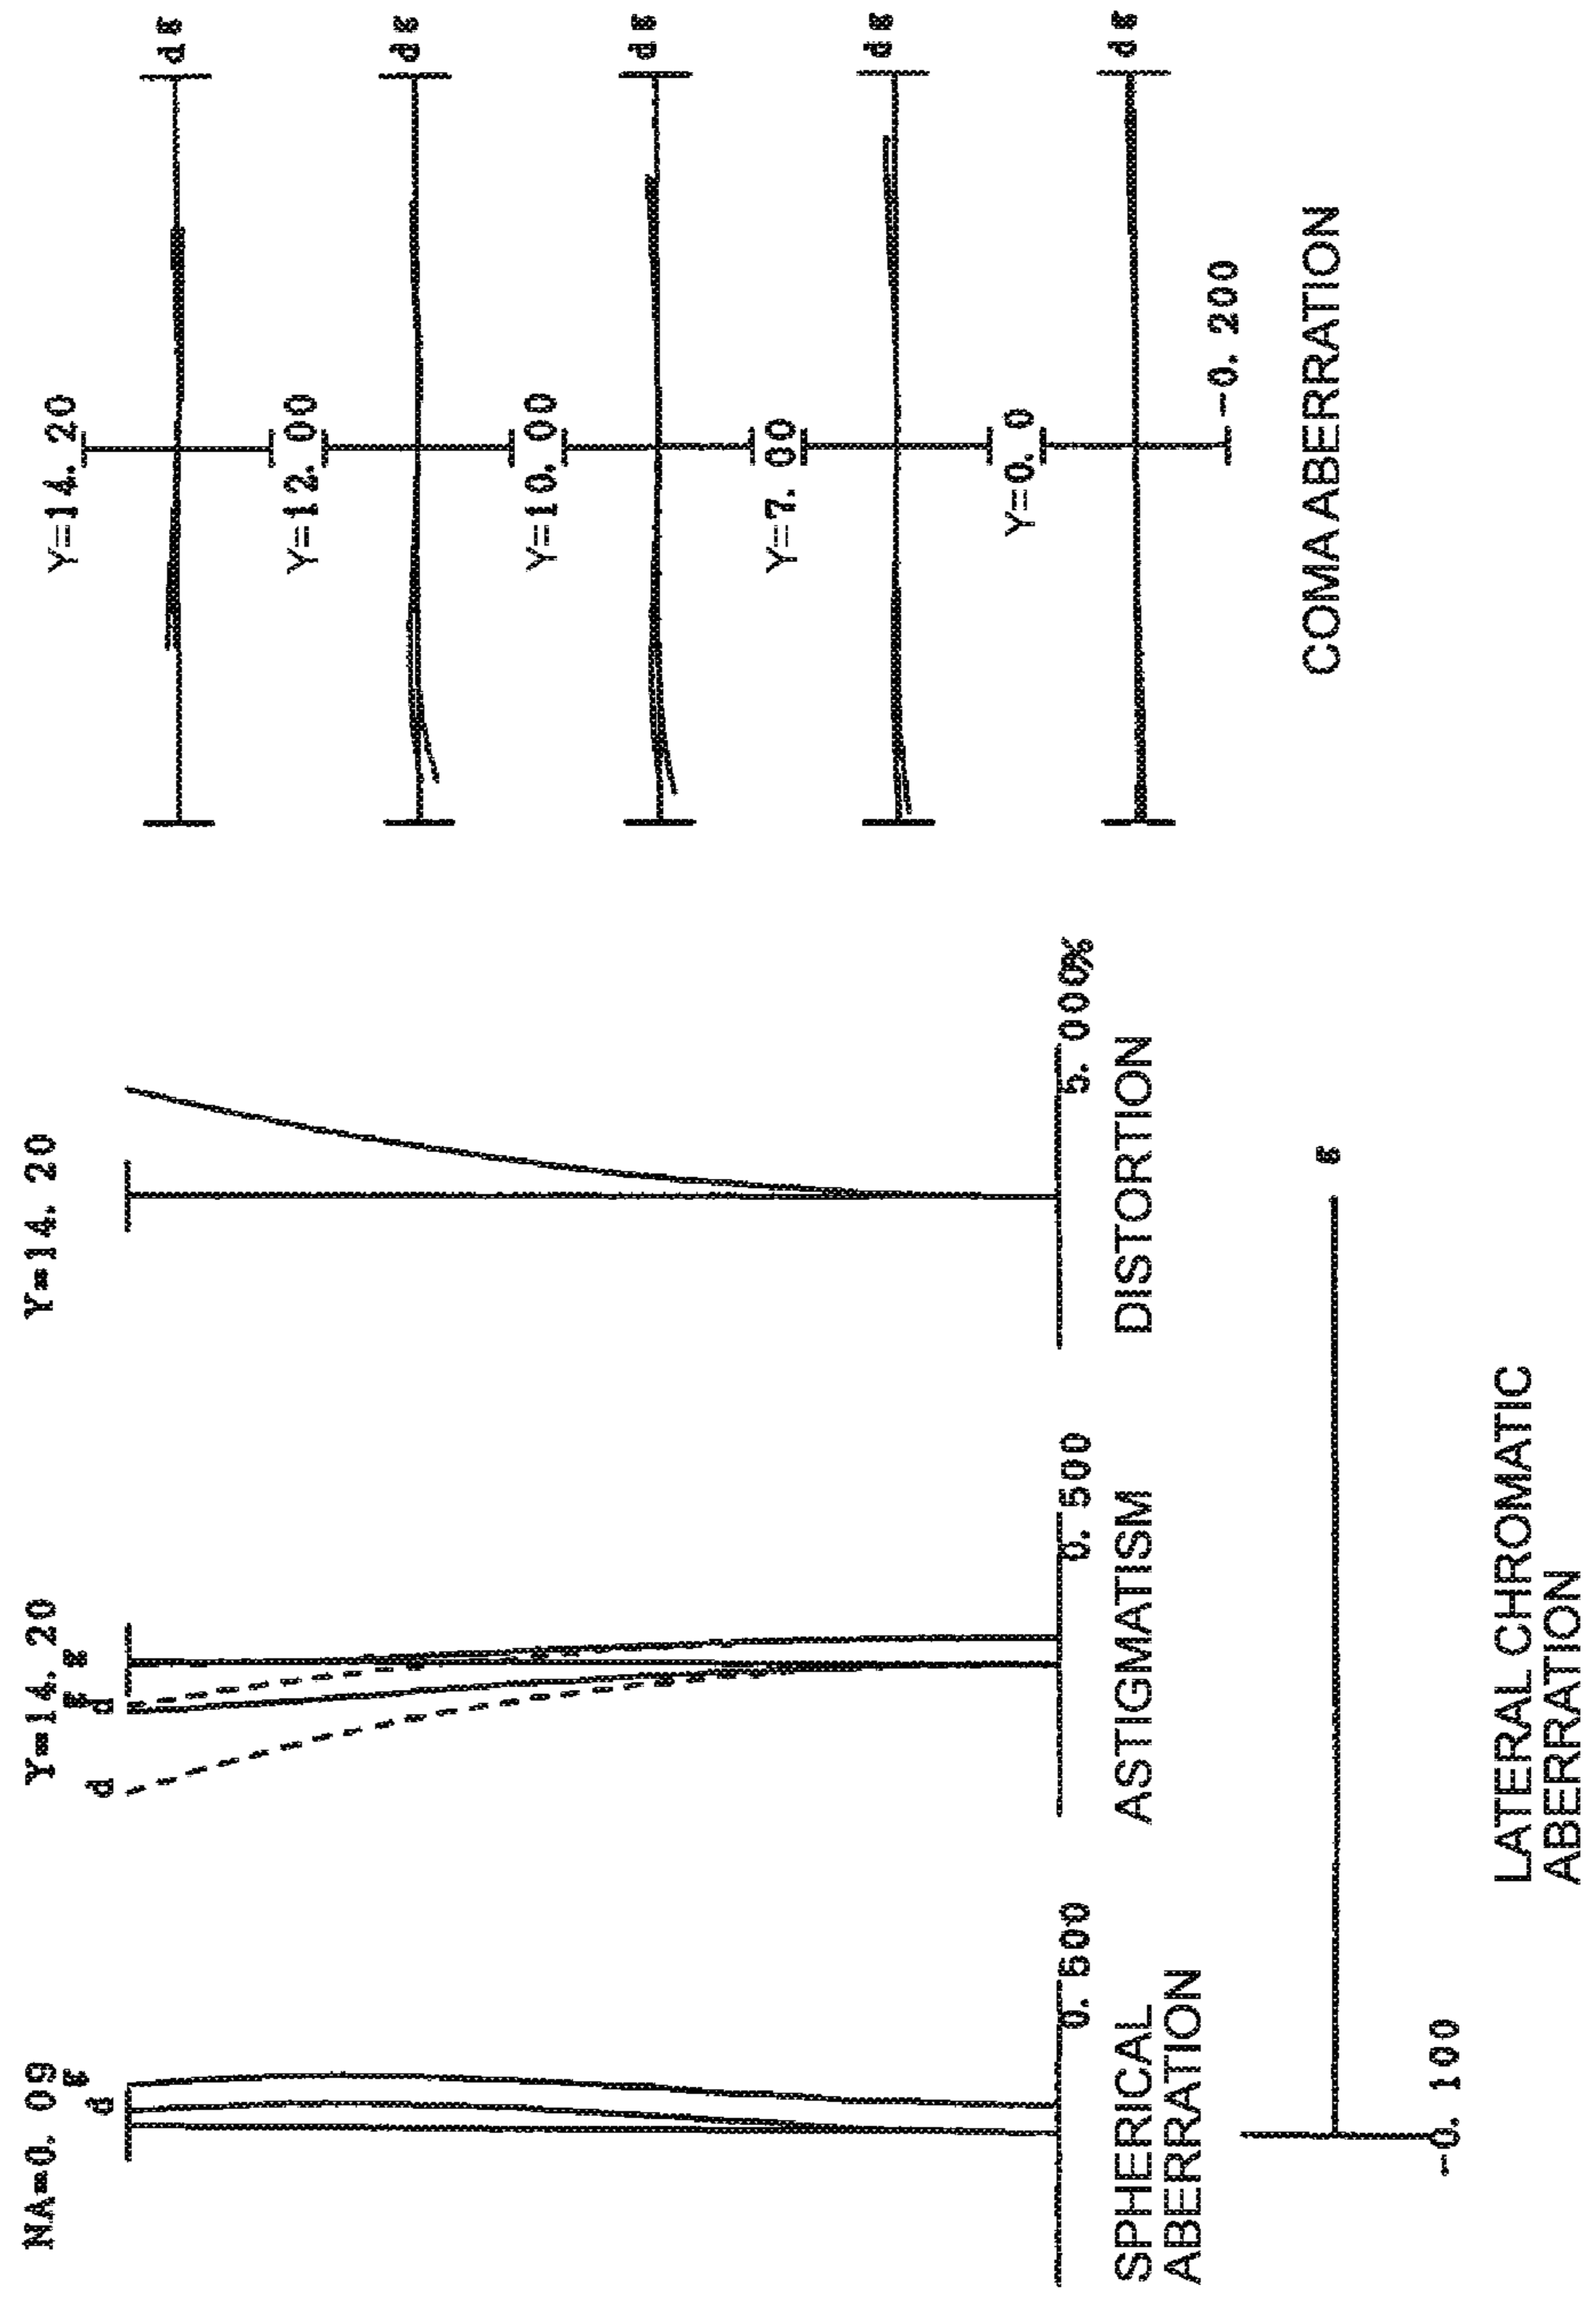 NA=0. 09
d
g
SPHERICAL
ABERRATION
0. 500
Y=14. 20
d
d
g
g
ASTIGMATISM
0. 500
Y=14. 20
DISTORTION
5. 000%
g
-0. 100
LATERAL CHROMATIC
ABERRATION
Y=14. 20
d g
Y=12. 00
d g
Y=10. 00
d g
Y=7. 00
d g
Y=0. 0
d g
-0. 200
COMA ABERRATION